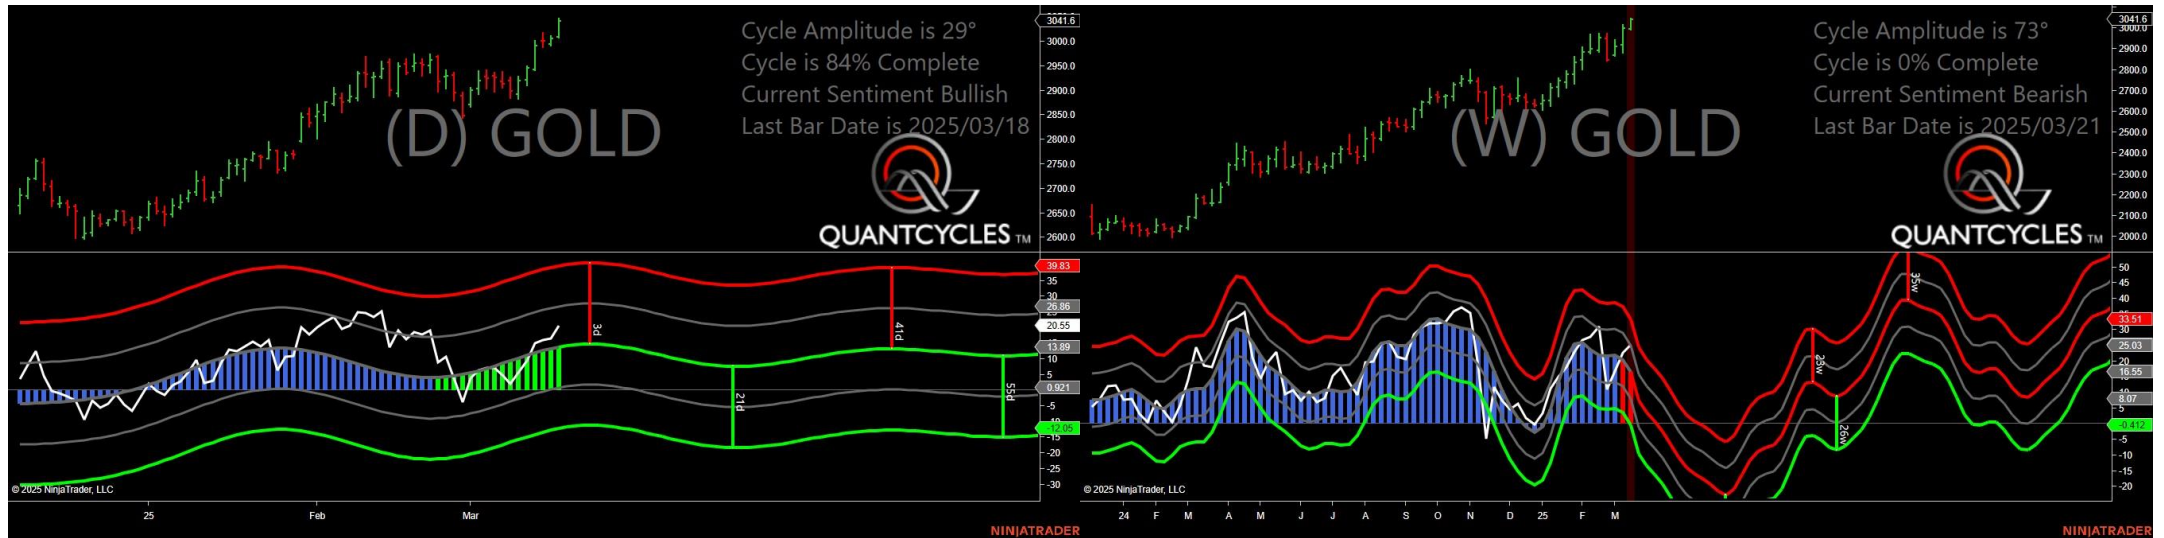 Cycle Amplitude is 29°
Cycle is 84% Complete
Current Sentiment Bullish
Last Bar Date is 2025/03/18
(D) GOLD
QUANTCYCLES TM
3041.6
3000.0
2950.0
2900.0
2850.0
2800.0
2750.0
2700.0
2650.0
2600.0
39.83
35
30
26.86
20.55
13.89
10
5
0.921
-5
-12.05
-15
-20
-25
-30
3d
21d
41d
55d
© 2025 NinjaTrader, LLC
25 Feb Mar
NINJATRADER
Cycle Amplitude is 73°
Cycle is 0% Complete
Current Sentiment Bearish
Last Bar Date is 2025/03/21
(W) GOLD
QUANTCYCLES TM
3041.6
3000.0
2900.0
2800.0
2700.0
2600.0
2500.0
2400.0
2300.0
2200.0
2100.0
2000.0
50
45
40
33.51
30
25.03
20
16.55
8.07
5
-0.412
-5
-10
-15
-20
26w
35w
© 2025 NinjaTrader, LLC
24 F M A M J J A S O N D 25 F M
NINJATRADER